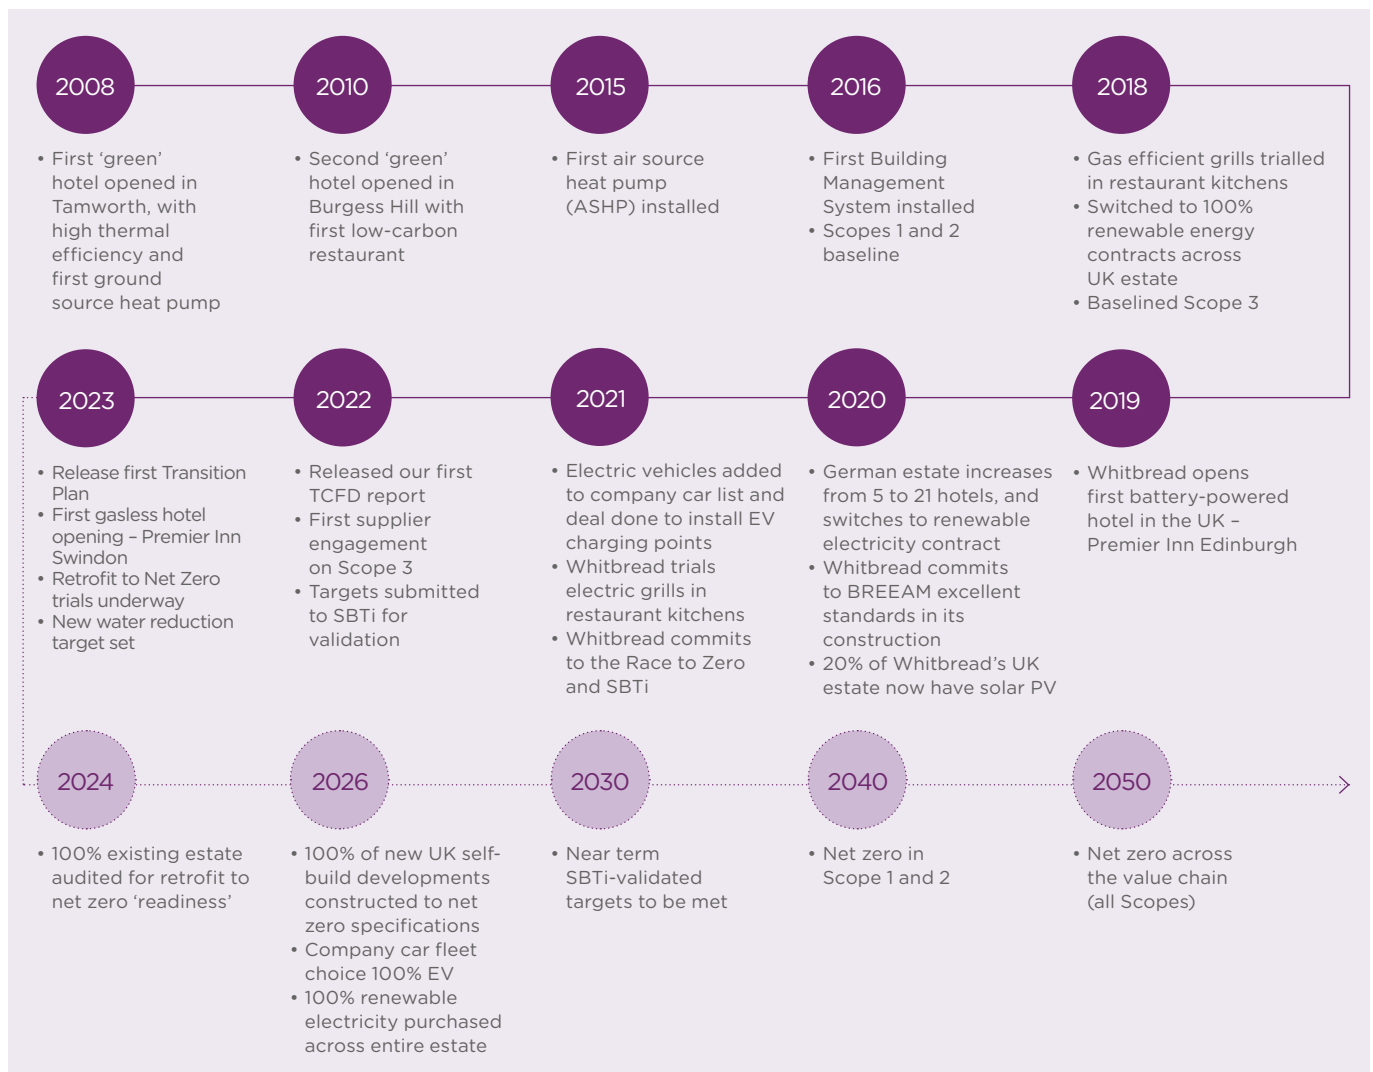 2008
• First ‘green’
hotel opened in
Tamworth, with
high thermal
efficiency and
first ground
source heat pump
2010
• Second ‘green’
hotel opened in
Burgess Hill with
first low-carbon
restaurant
2015
• First air source
heat pump
(ASHP) installed
2016
• First Building
Management
System installed
• Scopes 1 and 2
baseline
2018
• Gas efficient grills trialled
in restaurant kitchens
• Switched to 100%
renewable energy
contracts across
UK estate
• Baselined Scope 3
2019
• Whitbread opens
first battery-powered
hotel in the UK –
Premier Inn Edinburgh
2020
• German estate increases
from 5 to 21 hotels, and
switches to renewable
electricity contract
• Whitbread commits
to BREEAM excellent
standards in its
construction
• 20% of Whitbread’s UK
estate now have solar PV
2021
• Electric vehicles added
to company car list and
deal done to install EV
charging points
• Whitbread trials
electric grills in
restaurant kitchens
• Whitbread commits
to the Race to Zero
and SBTi
2022
• Released our first
TCFD report
• First supplier
engagement
on Scope 3
• Targets submitted
to SBTi for
validation
2023
• Release first Transition
Plan
• First gasless hotel
opening – Premier Inn
Swindon
• Retrofit to Net Zero
trials underway
• New water reduction
target set
2024
• 100% existing estate
audited for retrofit to
net zero ‘readiness’
2026
• 100% of new UK self-
build developments
constructed to net
zero specifications
• Company car fleet
choice 100% EV
• 100% renewable
electricity purchased
across entire estate
2030
• Near term
SBTi-validated
targets to be met
2040
• Net zero in
Scope 1 and 2
2050
• Net zero across
the value chain
(all Scopes)